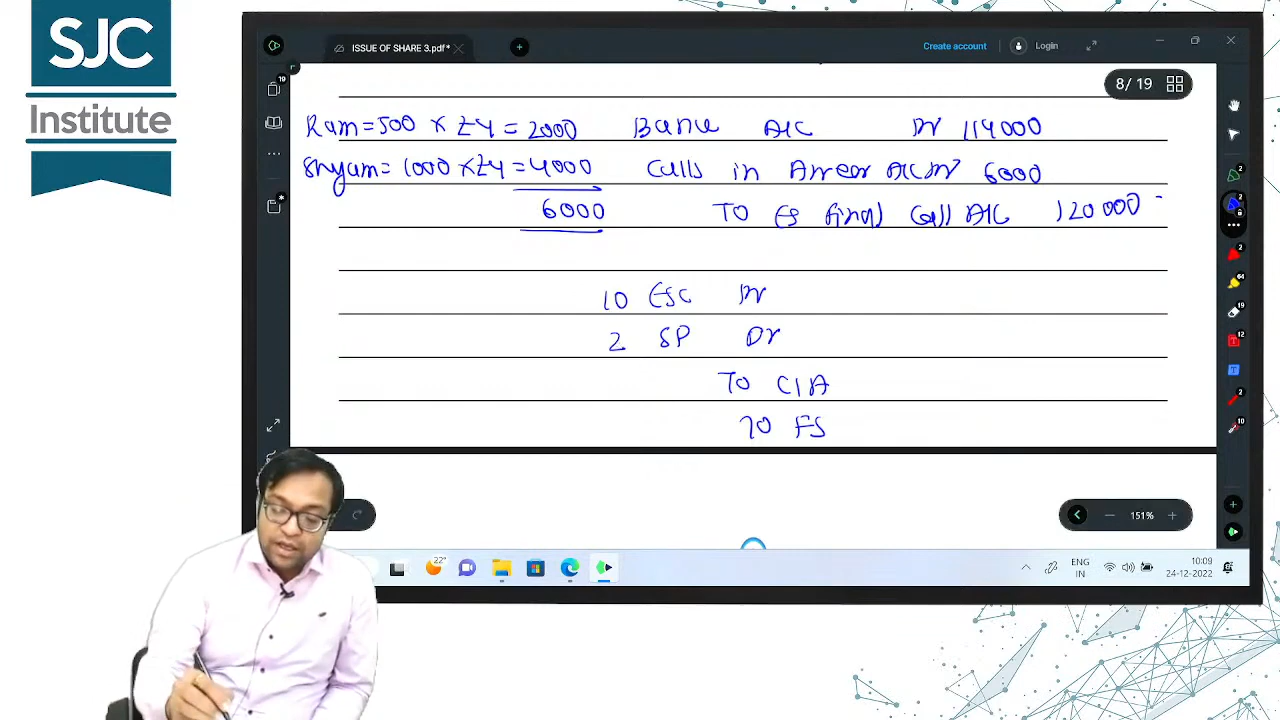 SJC
Institute
ISSUE OF SHARE 3.pdf*
Create account
Login
8/19
Ram = 500 × 4 = 2000
Bank A/C Dr 114000
Shyam = 1000 × 4 = 4000
Calls in Arrear A/C Dr 6000
6000
TO ES final Call A/C 120000
10 ESC Dr
2 SP Dr
TO CIA
TO FS
151%
22°
ENG
IN
10:09
24-12-2022